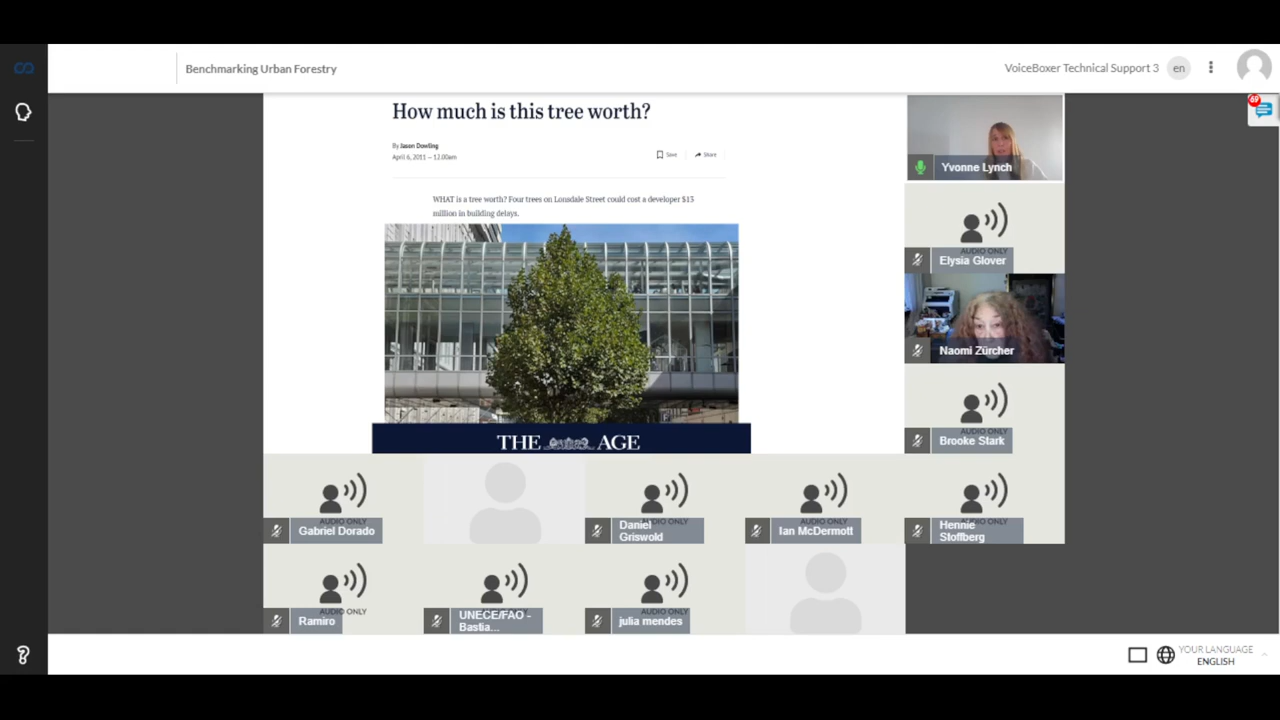 Benchmarking Urban Forestry
VoiceBoxer Technical Support 3
en
69
How much is this tree worth?
By Jason Dowling
April 6, 2011 — 12.00am
Save
Share
WHAT is a tree worth? Four trees on Lonsdale Street could cost a developer $13
million in building delays.
THE AGE
Yvonne Lynch
AUDIO ONLY
Elysia Glover
Naomi Zürcher
AUDIO ONLY
Brooke Stark
AUDIO ONLY
Gabriel Dorado
AUDIO ONLY
Daniel
Griswold
AUDIO ONLY
Ian McDermott
AUDIO ONLY
Hennie
Stoffberg
AUDIO ONLY
Ramiro
AUDIO ONLY
UNECE/FAO -
Bastia...
AUDIO ONLY
julia mendes
?
YOUR LANGUAGE
ENGLISH